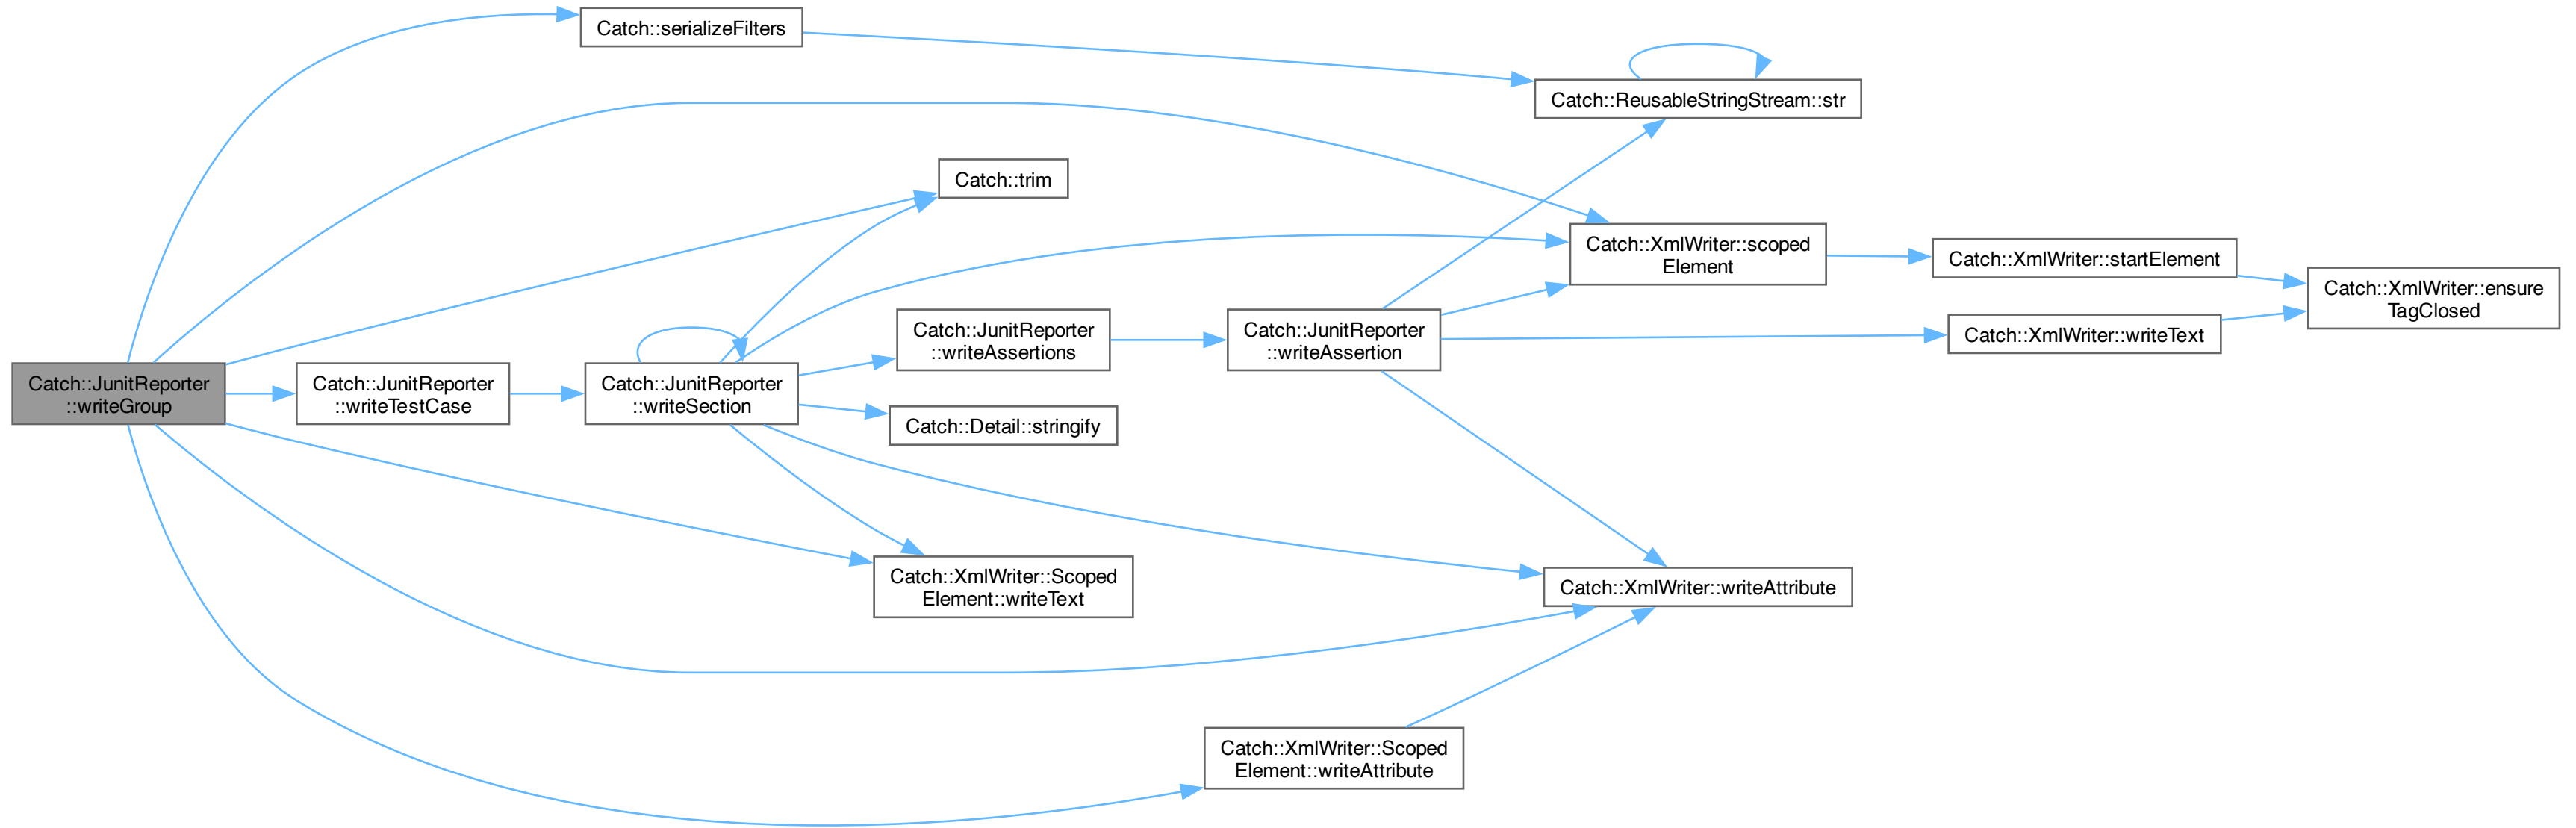 Catch::serializeFilters
Catch::ReusableStringStream::str
Catch::trim
Catch::XmlWriter::scoped
Element
Catch::XmlWriter::startElement
Catch::XmlWriter::ensure
TagClosed
Catch::JunitReporter
::writeAssertions
Catch::JunitReporter
::writeAssertion
Catch::XmlWriter::writeText
Catch::JunitReporter
::writeGroup
Catch::JunitReporter
::writeTestCase
Catch::JunitReporter
::writeSection
Catch::Detail::stringify
Catch::XmlWriter::Scoped
Element::writeText
Catch::XmlWriter::writeAttribute
Catch::XmlWriter::Scoped
Element::writeAttribute